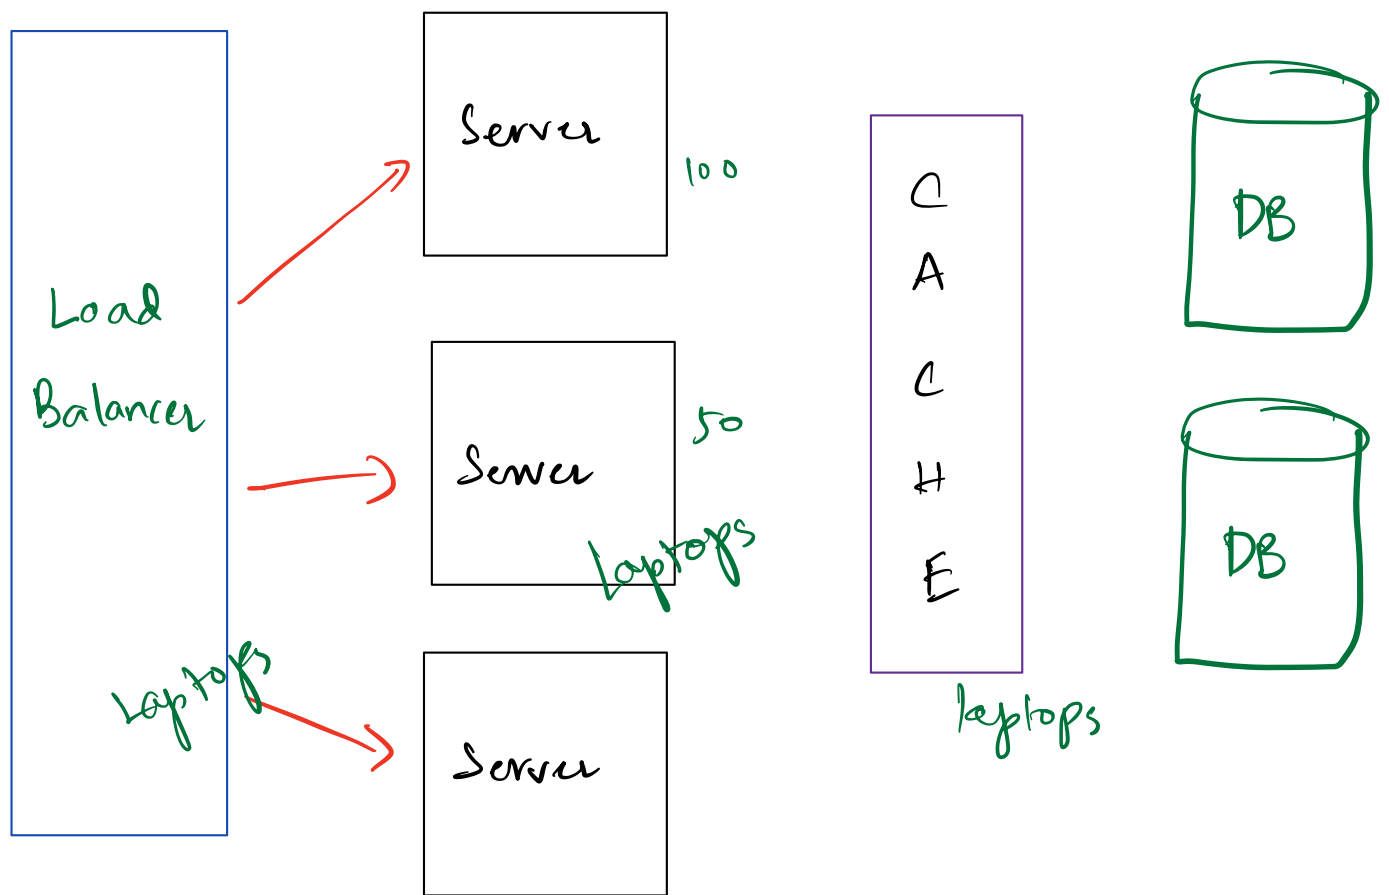 Load
Balancer
Laptops
Server
100
Server
50
Laptops
Server
C
A
C
H
E
laptops
DB
DB